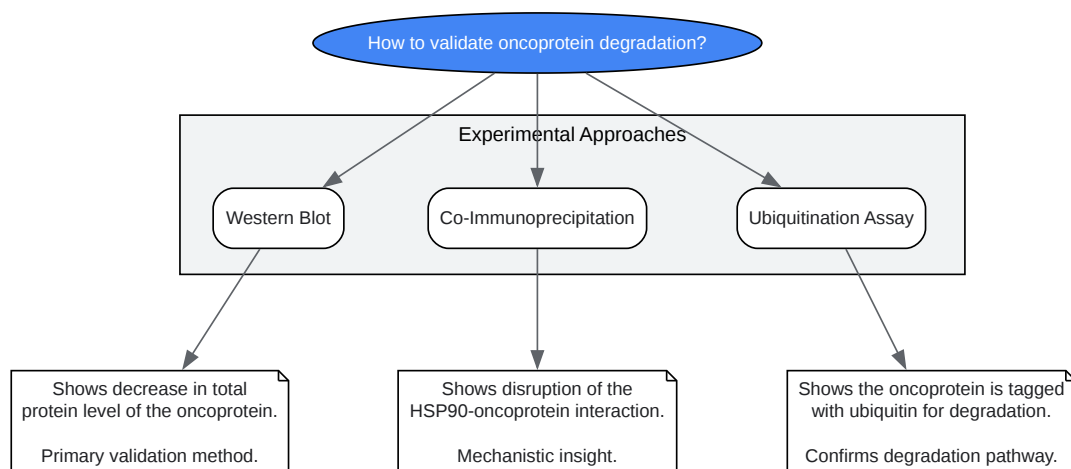 How to validate oncoprotein degradation?
Experimental Approaches
Western Blot
Co-Immunoprecipitation
Ubiquitination Assay
Shows decrease in total
protein level of the oncoprotein.
Primary validation method.
Shows disruption of the
HSP90-oncoprotein interaction.
Mechanistic insight.
Shows the oncoprotein is tagged
with ubiquitin for degradation.
Confirms degradation pathway.